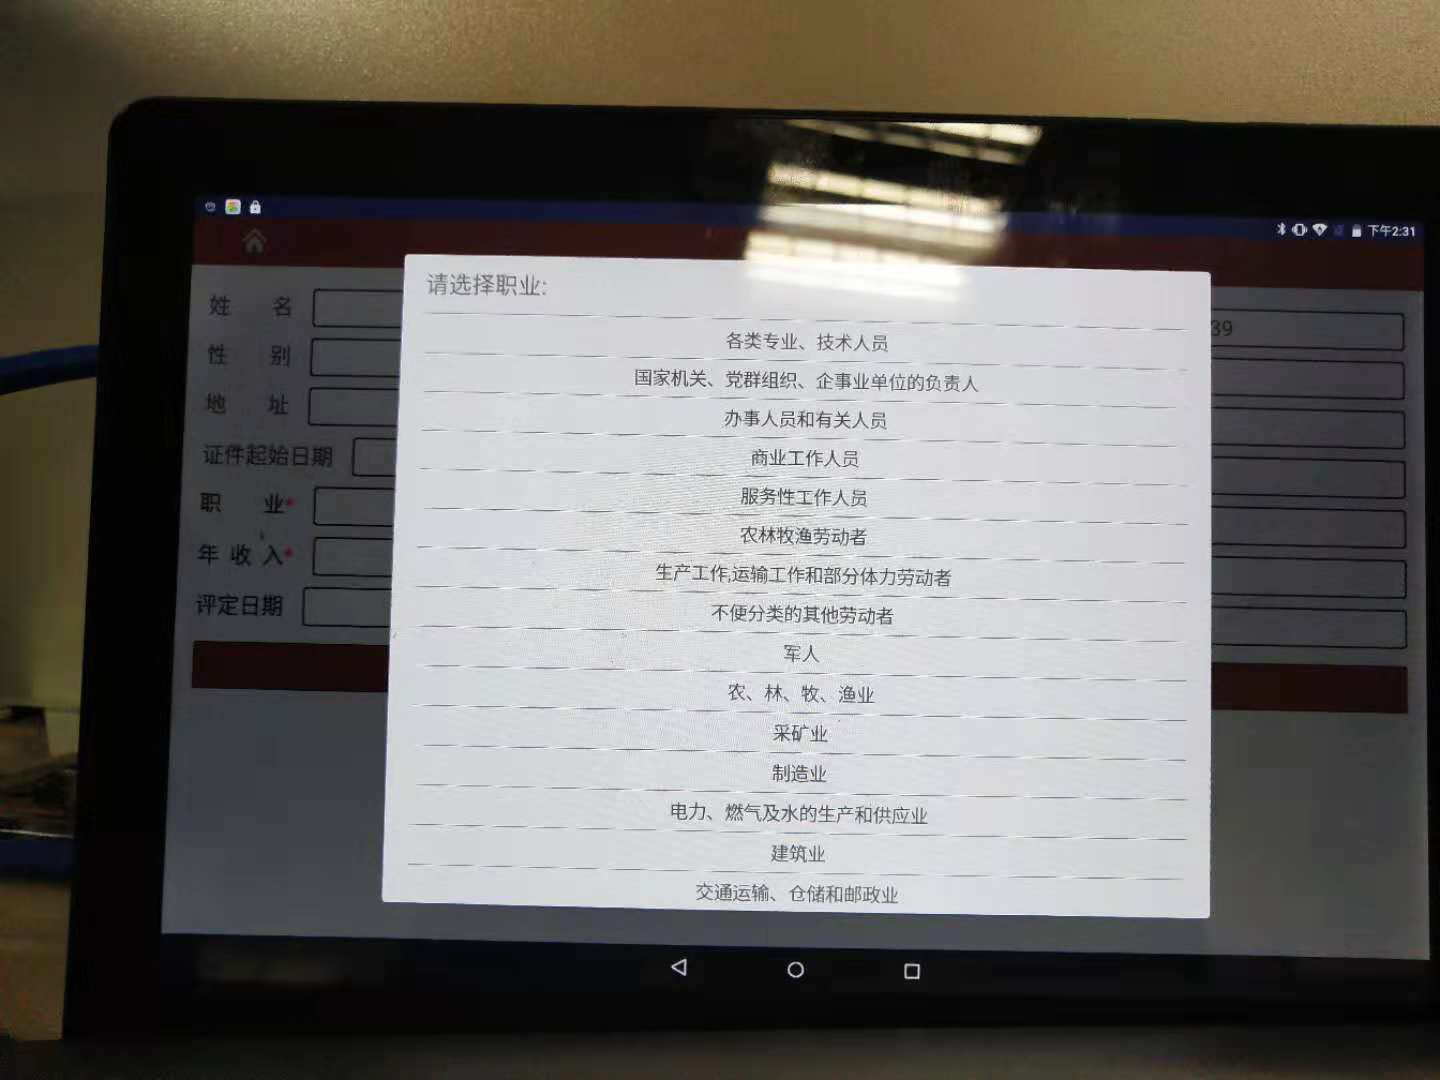 下午2:31
请选择职业:
姓 名
39
各类专业、技术人员
性 别
国家机关、党群组织、企事业单位的负责人
地 址
办事人员和有关人员
证件起始日期
商业工作人员
职 业*
服务性工作人员
农林牧渔劳动者
年 收 入*
生产工作,运输工作和部分体力劳动者
评定日期
不便分类的其他劳动者
军人
农、林、牧、渔业
采矿业
制造业
电力、燃气及水的生产和供应业
建筑业
交通运输、仓储和邮政业